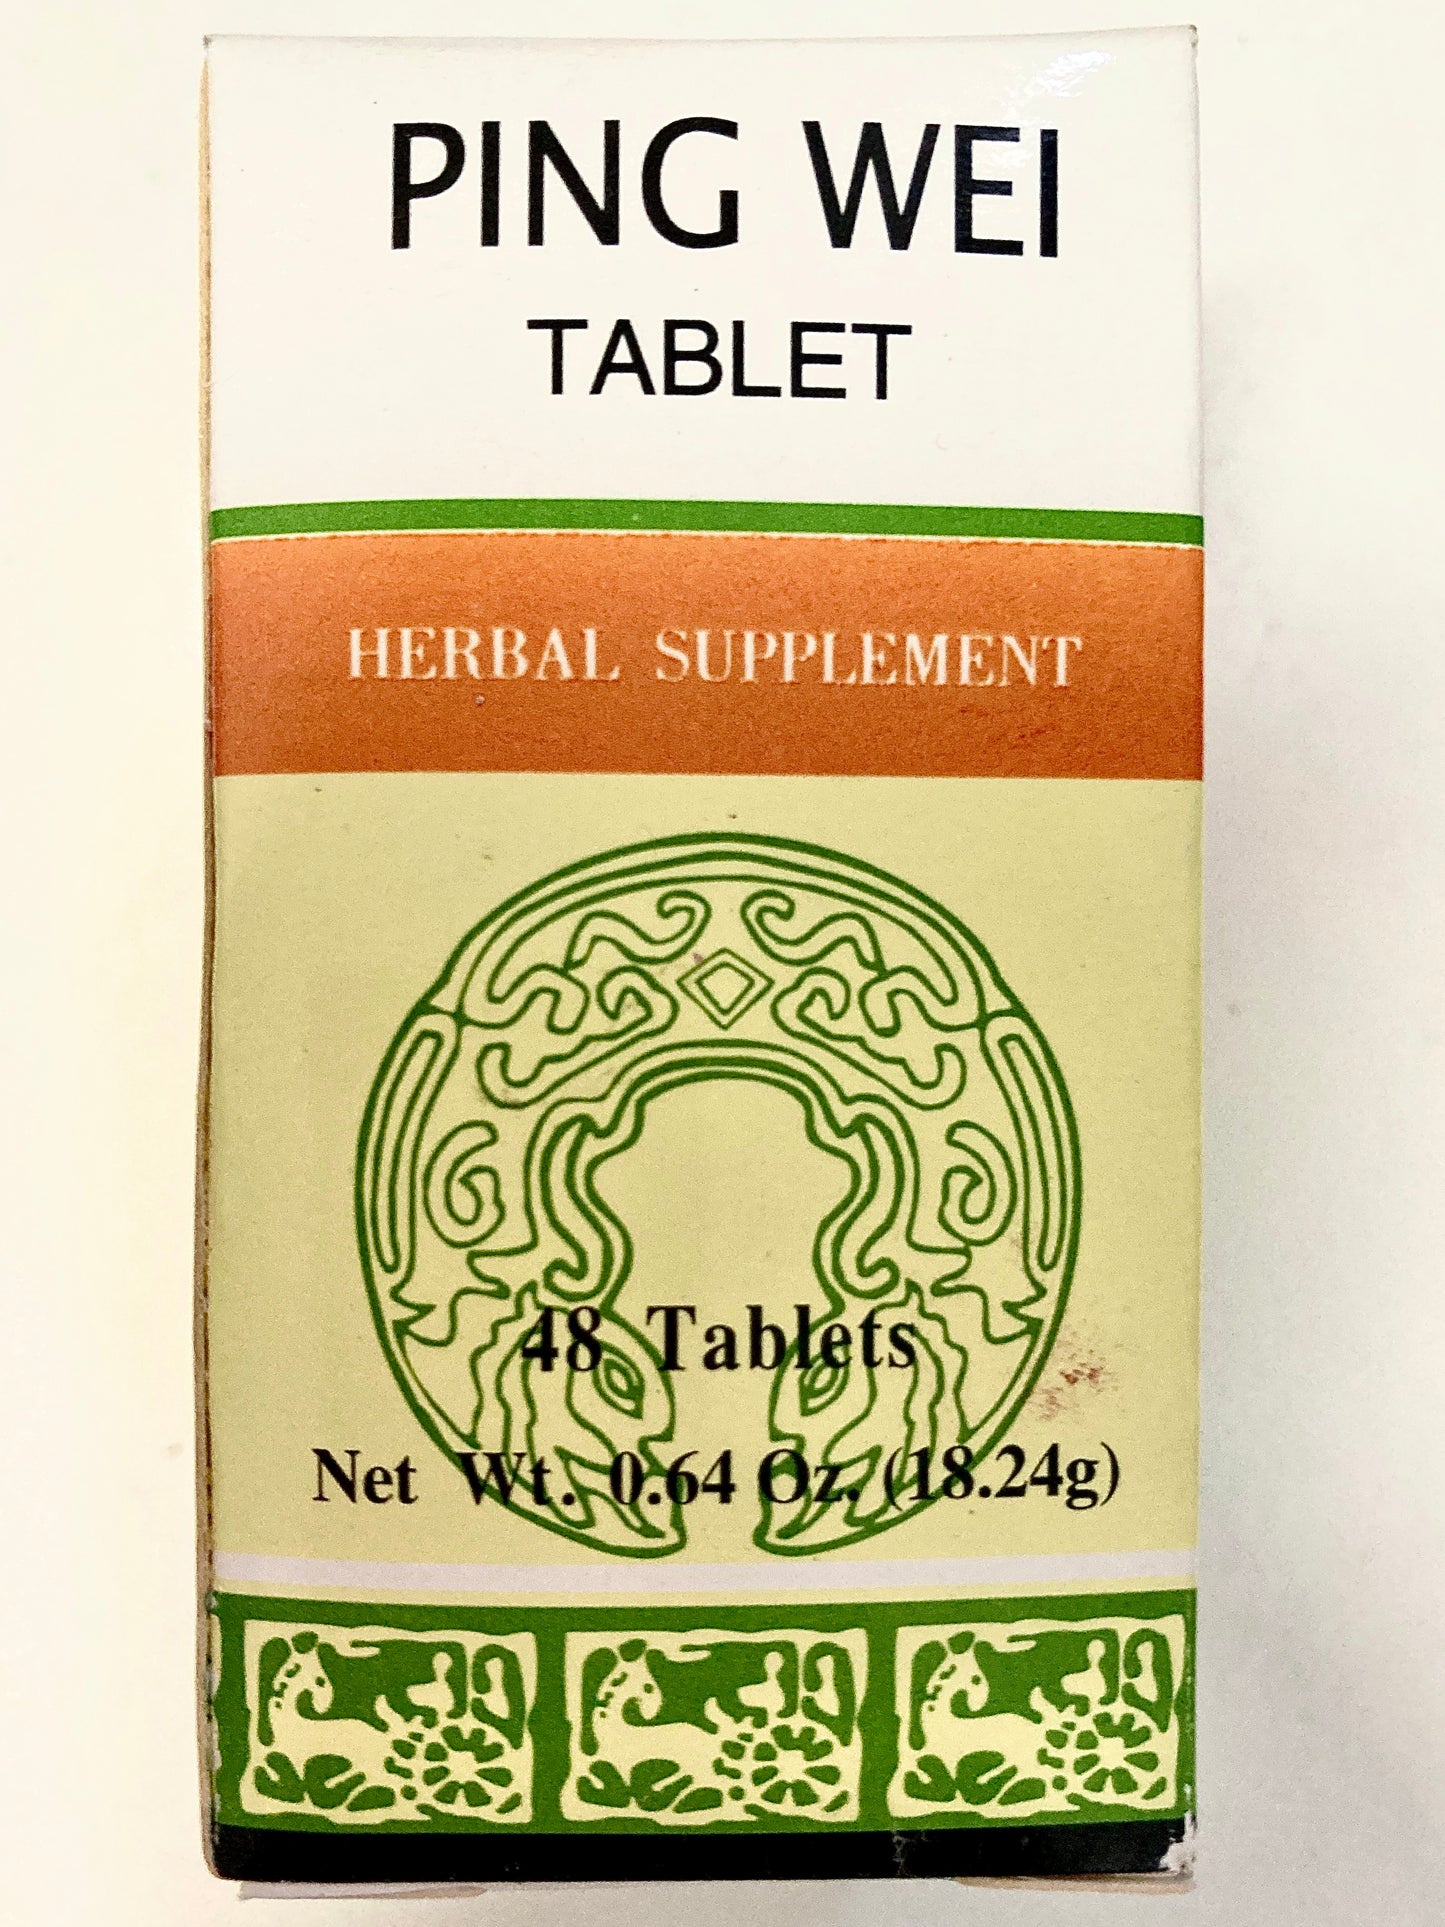 PING WEI
TABLET
HERBAL SUPPLEMENT
48 Tablets
Net Wt. 0.64 Oz. (18.24g)